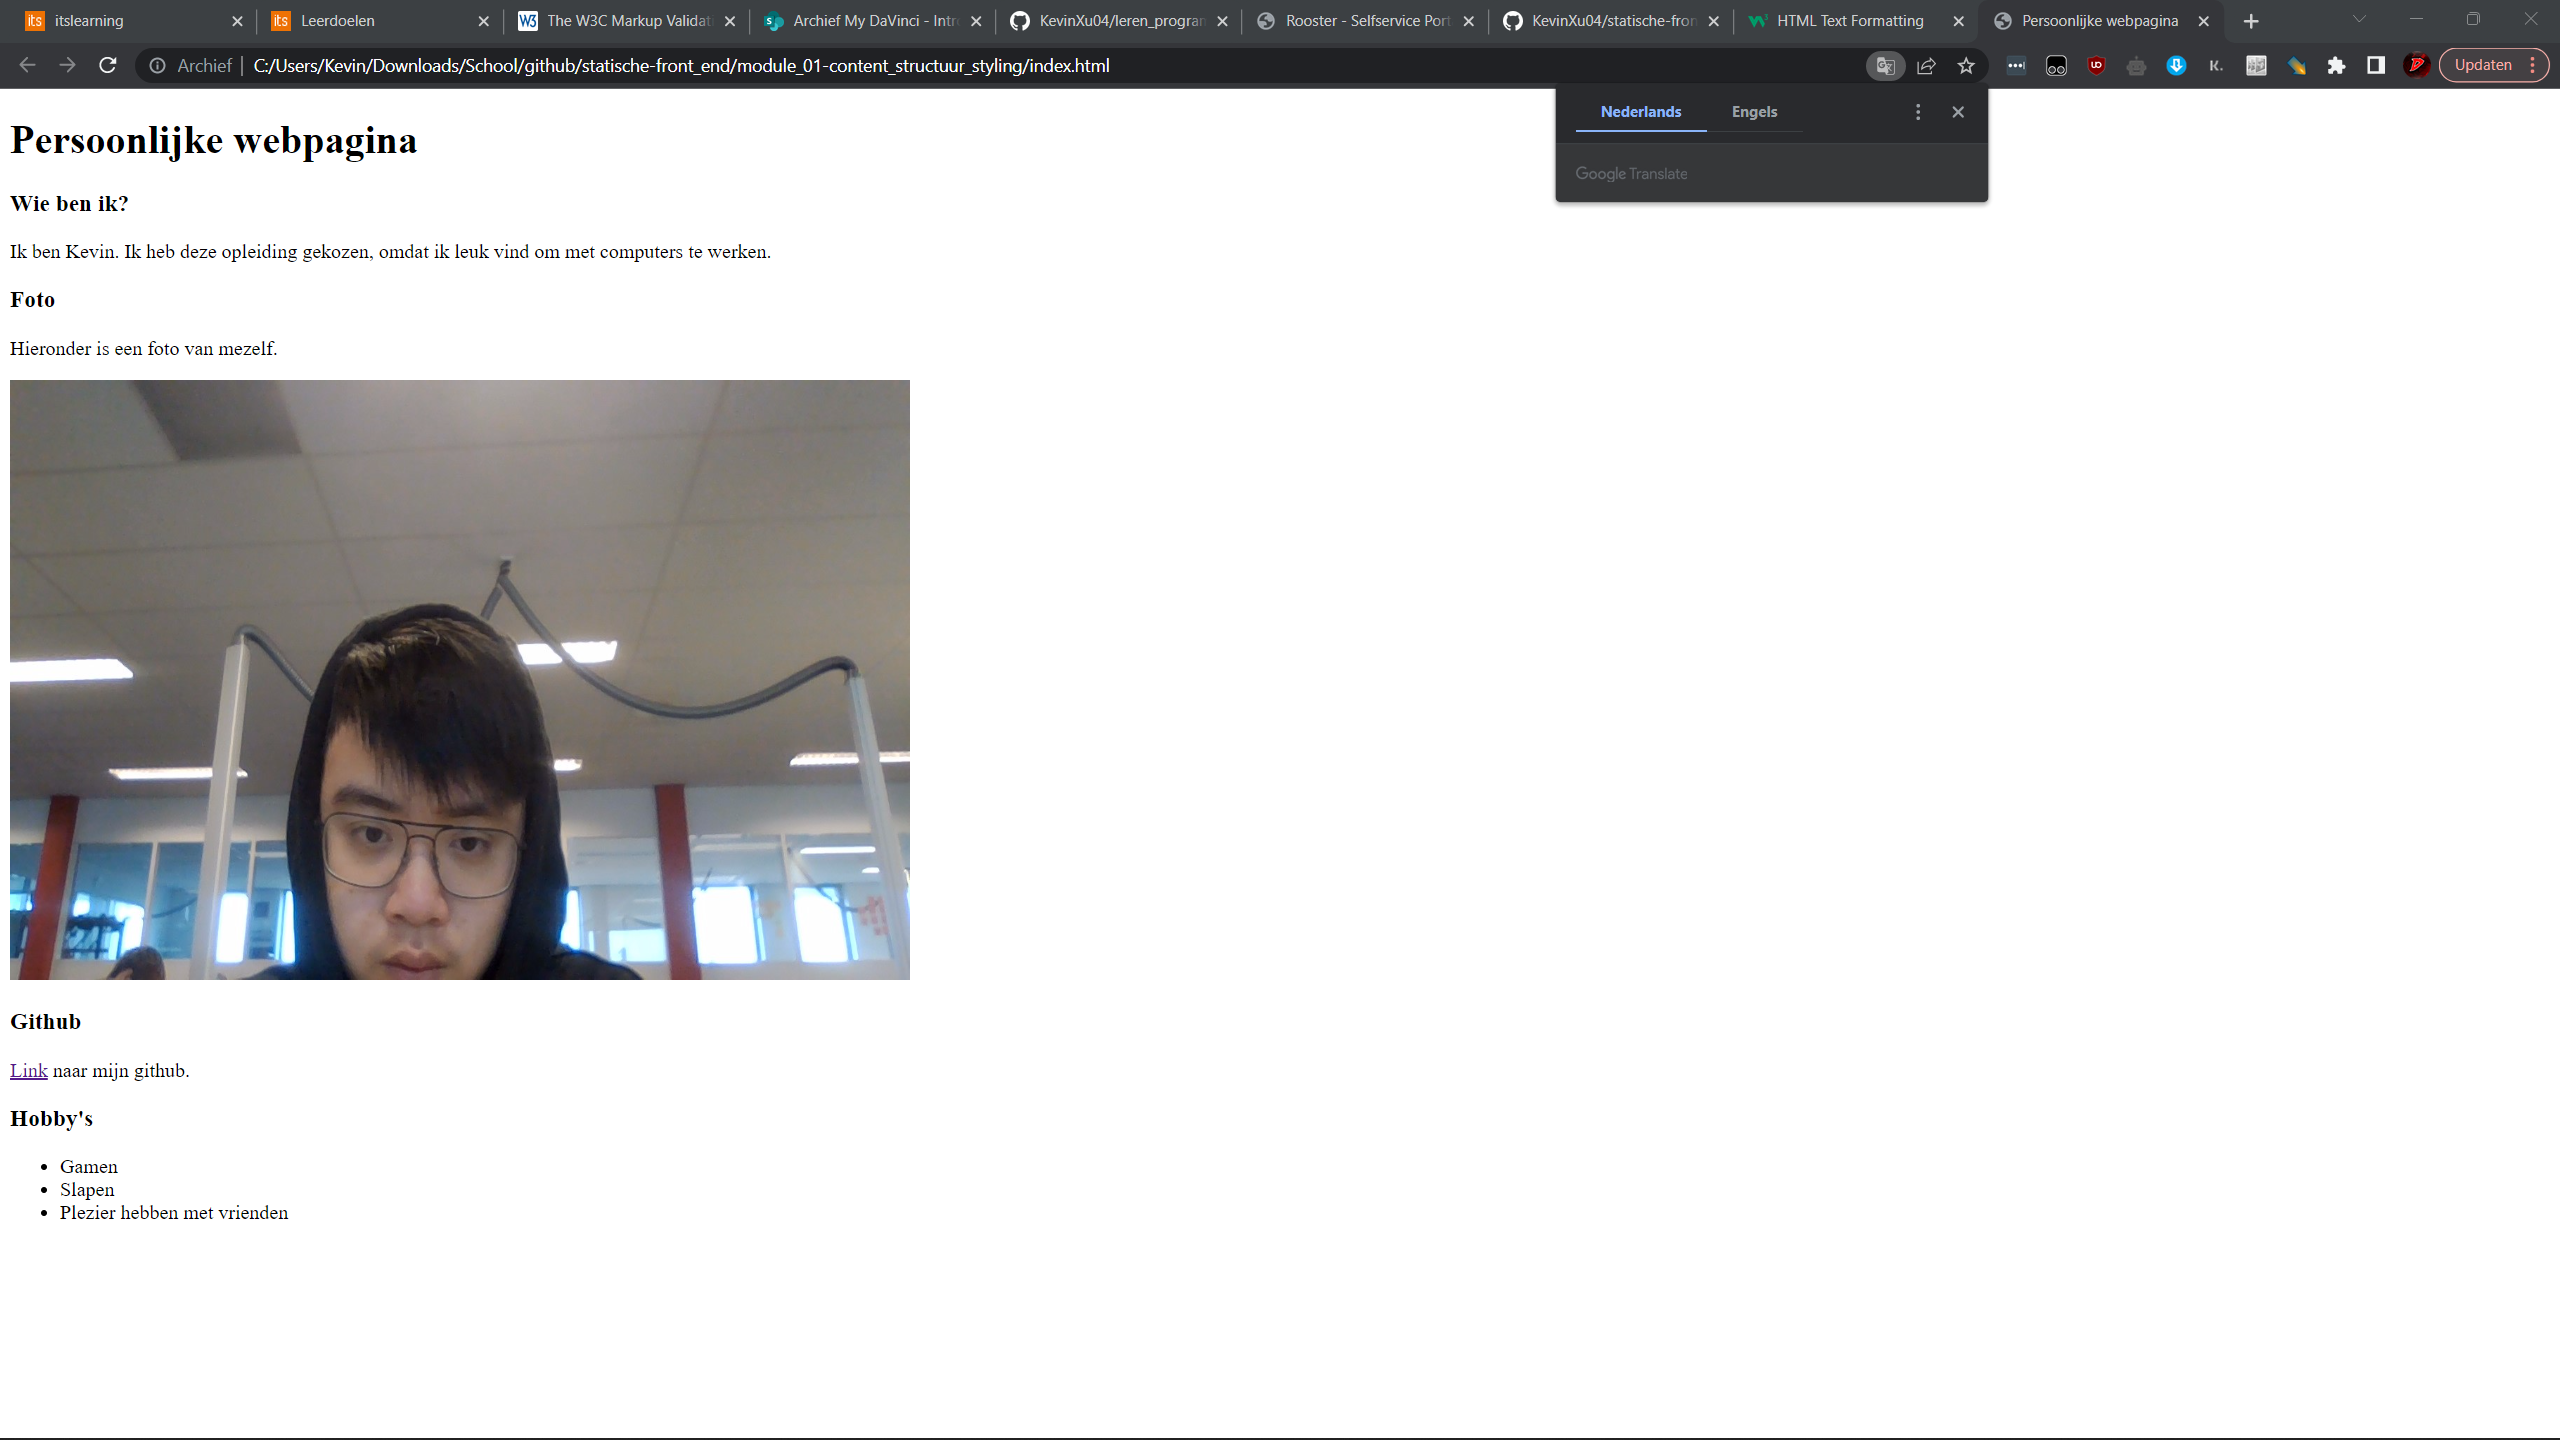 itslearning
Leerdoelen
The W3C Markup Validat
Archief My DaVinci - Intr
KevinXu04/leren_program
Rooster - Selfservice Port
KevinXu04/statische-fron
HTML Text Formatting
Persoonlijke webpagina
Archief
C:/Users/Kevin/Downloads/School/github/statische-front_end/module_01-content_structuur_styling/index.html
Updaten
Nederlands
Engels
Google Translate
Persoonlijke webpagina
Wie ben ik?
Ik ben Kevin. Ik heb deze opleiding gekozen, omdat ik leuk vind om met computers te werken.
Foto
Hieronder is een foto van mezelf.
Github
Link naar mijn github.
Hobby's
Gamen
Slapen
Plezier hebben met vrienden